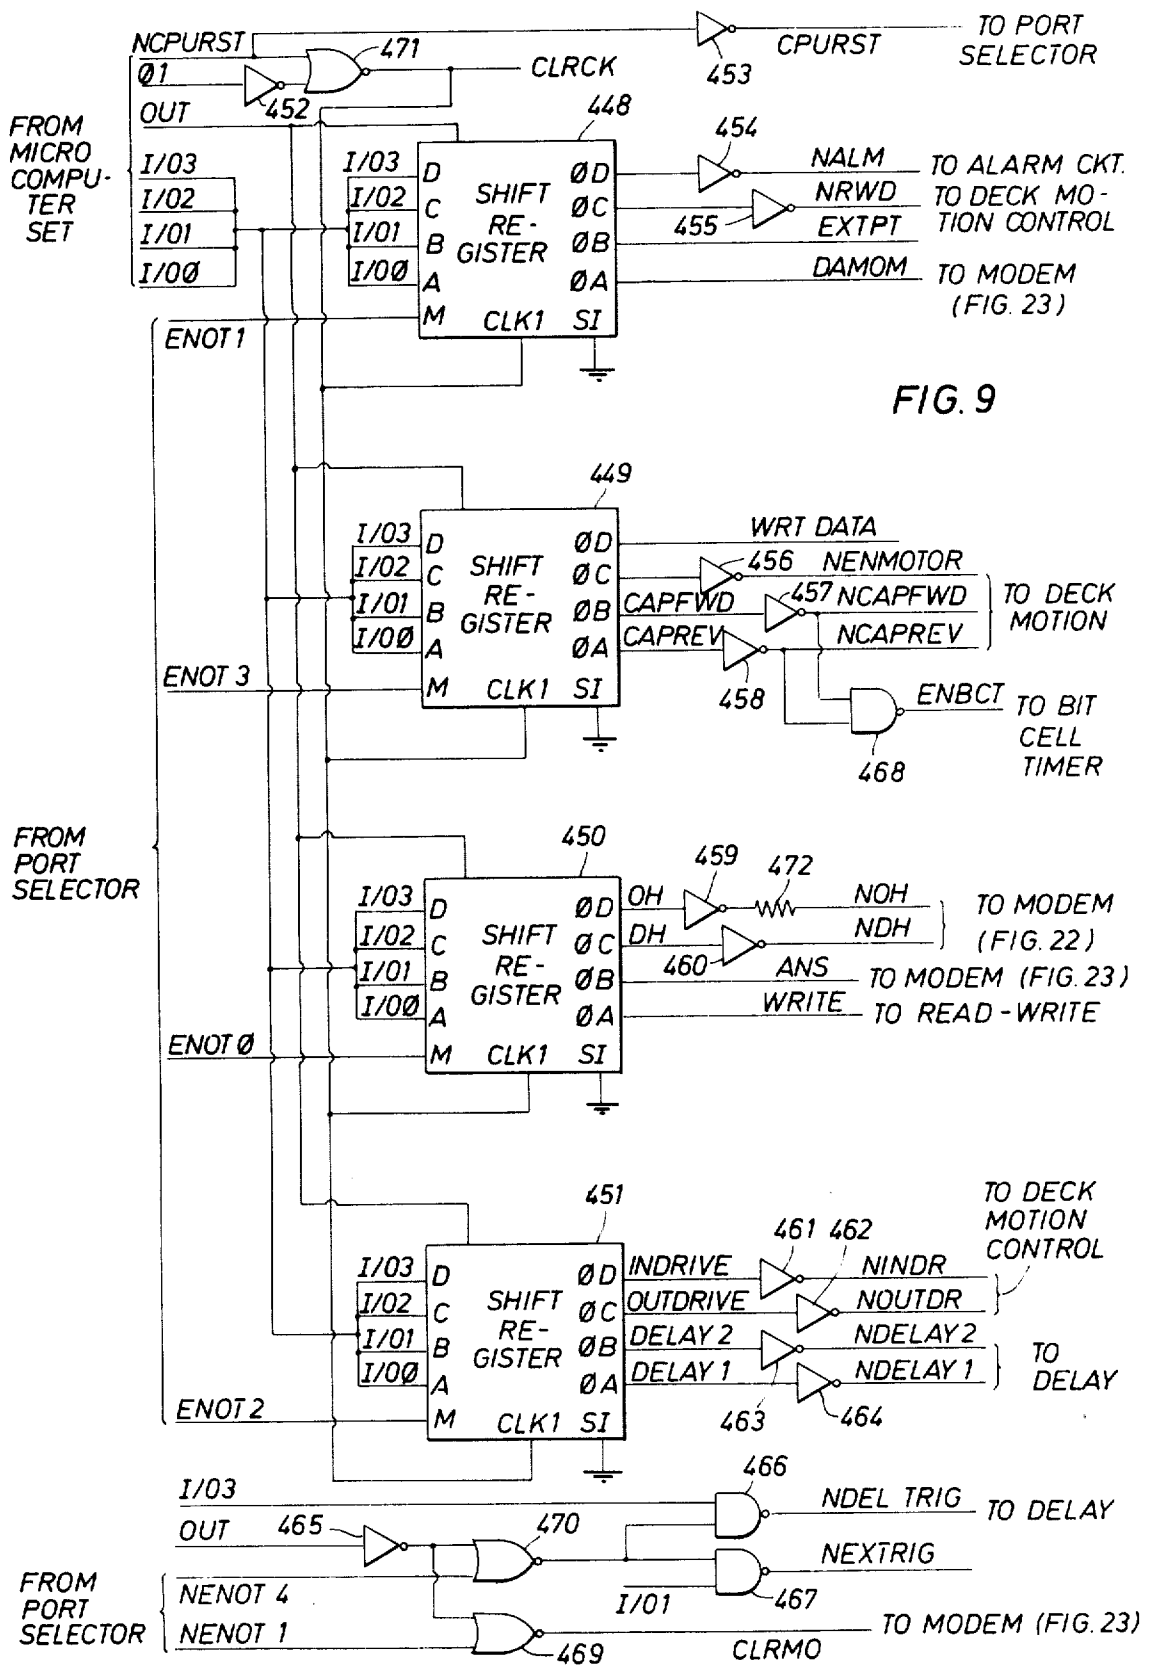 NCPURST
471
CPURST
453
TO PORT
SELECTOR
Ø1
452
CLRCK
OUT
FROM
MICRO
COMPU-
TER
SET
I/03
I/02
I/01
I/0Ø
448
I/03
I/02
I/01
I/0Ø
D
C
B
A
M
SHIFT
RE-
GISTER
ØD
ØC
ØB
ØA
CLK1
SI
454
NALM
TO ALARM CKT.
455
NRWD
TO DECK MO-
TION CONTROL
EXTPT
DAMOM
TO MODEM
(FIG. 23)
ENOT 1
FIG. 9
449
I/03
I/02
I/01
I/0Ø
D
C
B
A
M
SHIFT
RE-
GISTER
ØD
ØC
ØB
ØA
CLK1
SI
WRT DATA
456
NENMOTOR
CAPFWD
457
NCAPFWD
CAPREV
458
NCAPREV
TO DECK
MOTION
ENOT 3
468
ENBCT
TO BIT
CELL
TIMER
FROM
PORT
SELECTOR
450
I/03
I/02
I/01
I/0Ø
D
C
B
A
M
SHIFT
RE-
GISTER
ØD
ØC
ØB
ØA
CLK1
SI
OH
459
472
NOH
DH
460
NDH
TO MODEM
(FIG. 22)
ANS
TO MODEM (FIG. 23)
WRITE
TO READ-WRITE
ENOT Ø
451
I/03
I/02
I/01
I/0Ø
D
C
B
A
M
SHIFT
RE-
GISTER
ØD
ØC
ØB
ØA
CLK1
SI
INDRIVE
461
NINDR
OUTDRIVE
462
NOUTDR
TO DECK
MOTION
CONTROL
DELAY 2
463
NDELAY 2
DELAY 1
464
NDELAY 1
TO
DELAY
ENOT 2
I/03
466
NDEL TRIG
TO DELAY
OUT
465
470
NEXTRIG
I/01
467
FROM
PORT
SELECTOR
NENOT 4
NENOT 1
469
CLRMO
TO MODEM (FIG. 23)